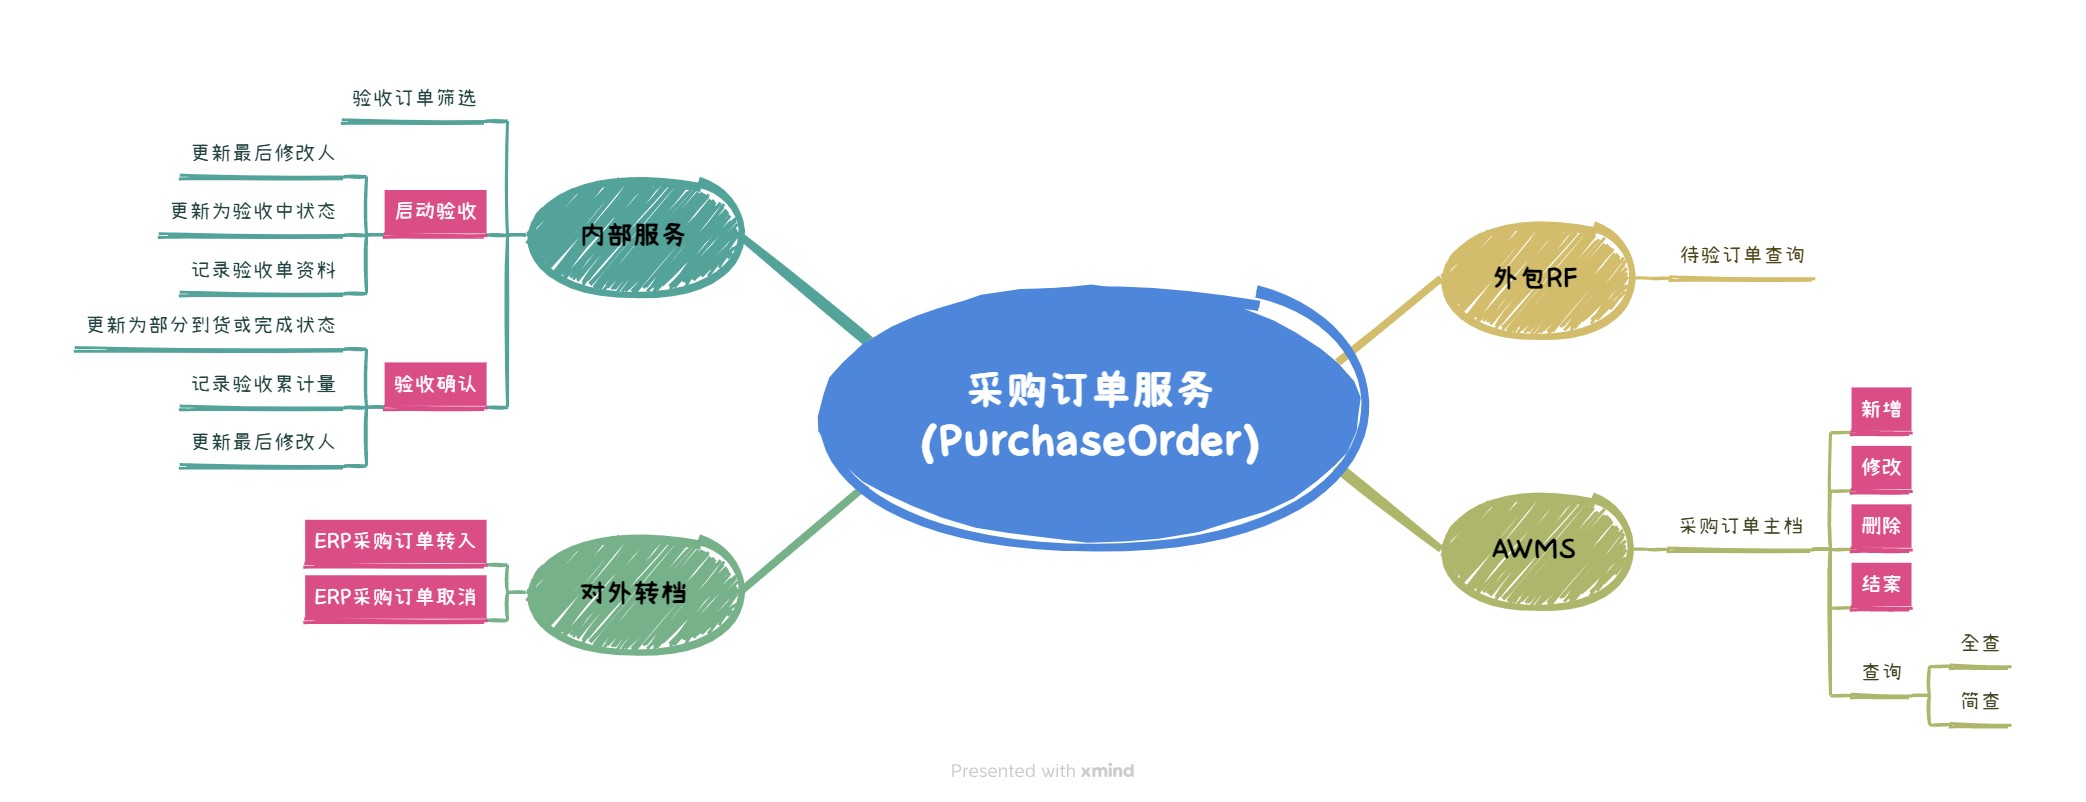 采购订单服务
(PurchaseOrder)
外包RF
待验订单查询
AWMS
采购订单主档
新增
修改
删除
结案
查询
全查
简查
内部服务
验收订单筛选
启动验收
更新最后修改人
更新为验收中状态
记录验收单资料
验收确认
更新为部分到货或完成状态
记录验收累计量
更新最后修改人
对外转档
ERP采购订单转入
ERP采购订单取消
Presented with xmind